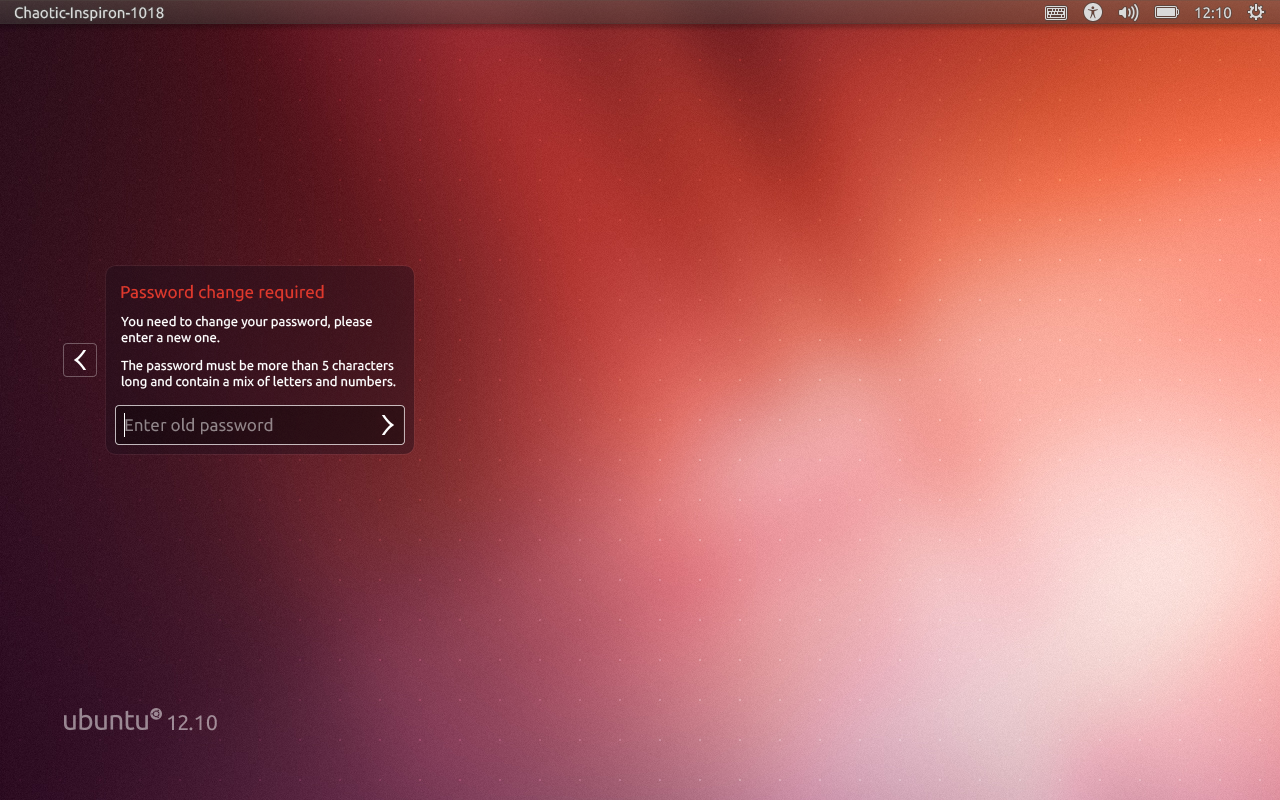 Chaotic-Inspiron-1018
12:10
Password change required
You need to change your password, please
enter a new one.
The password must be more than 5 characters
long and contain a mix of letters and numbers.
Enter old password
ubuntu 12.10